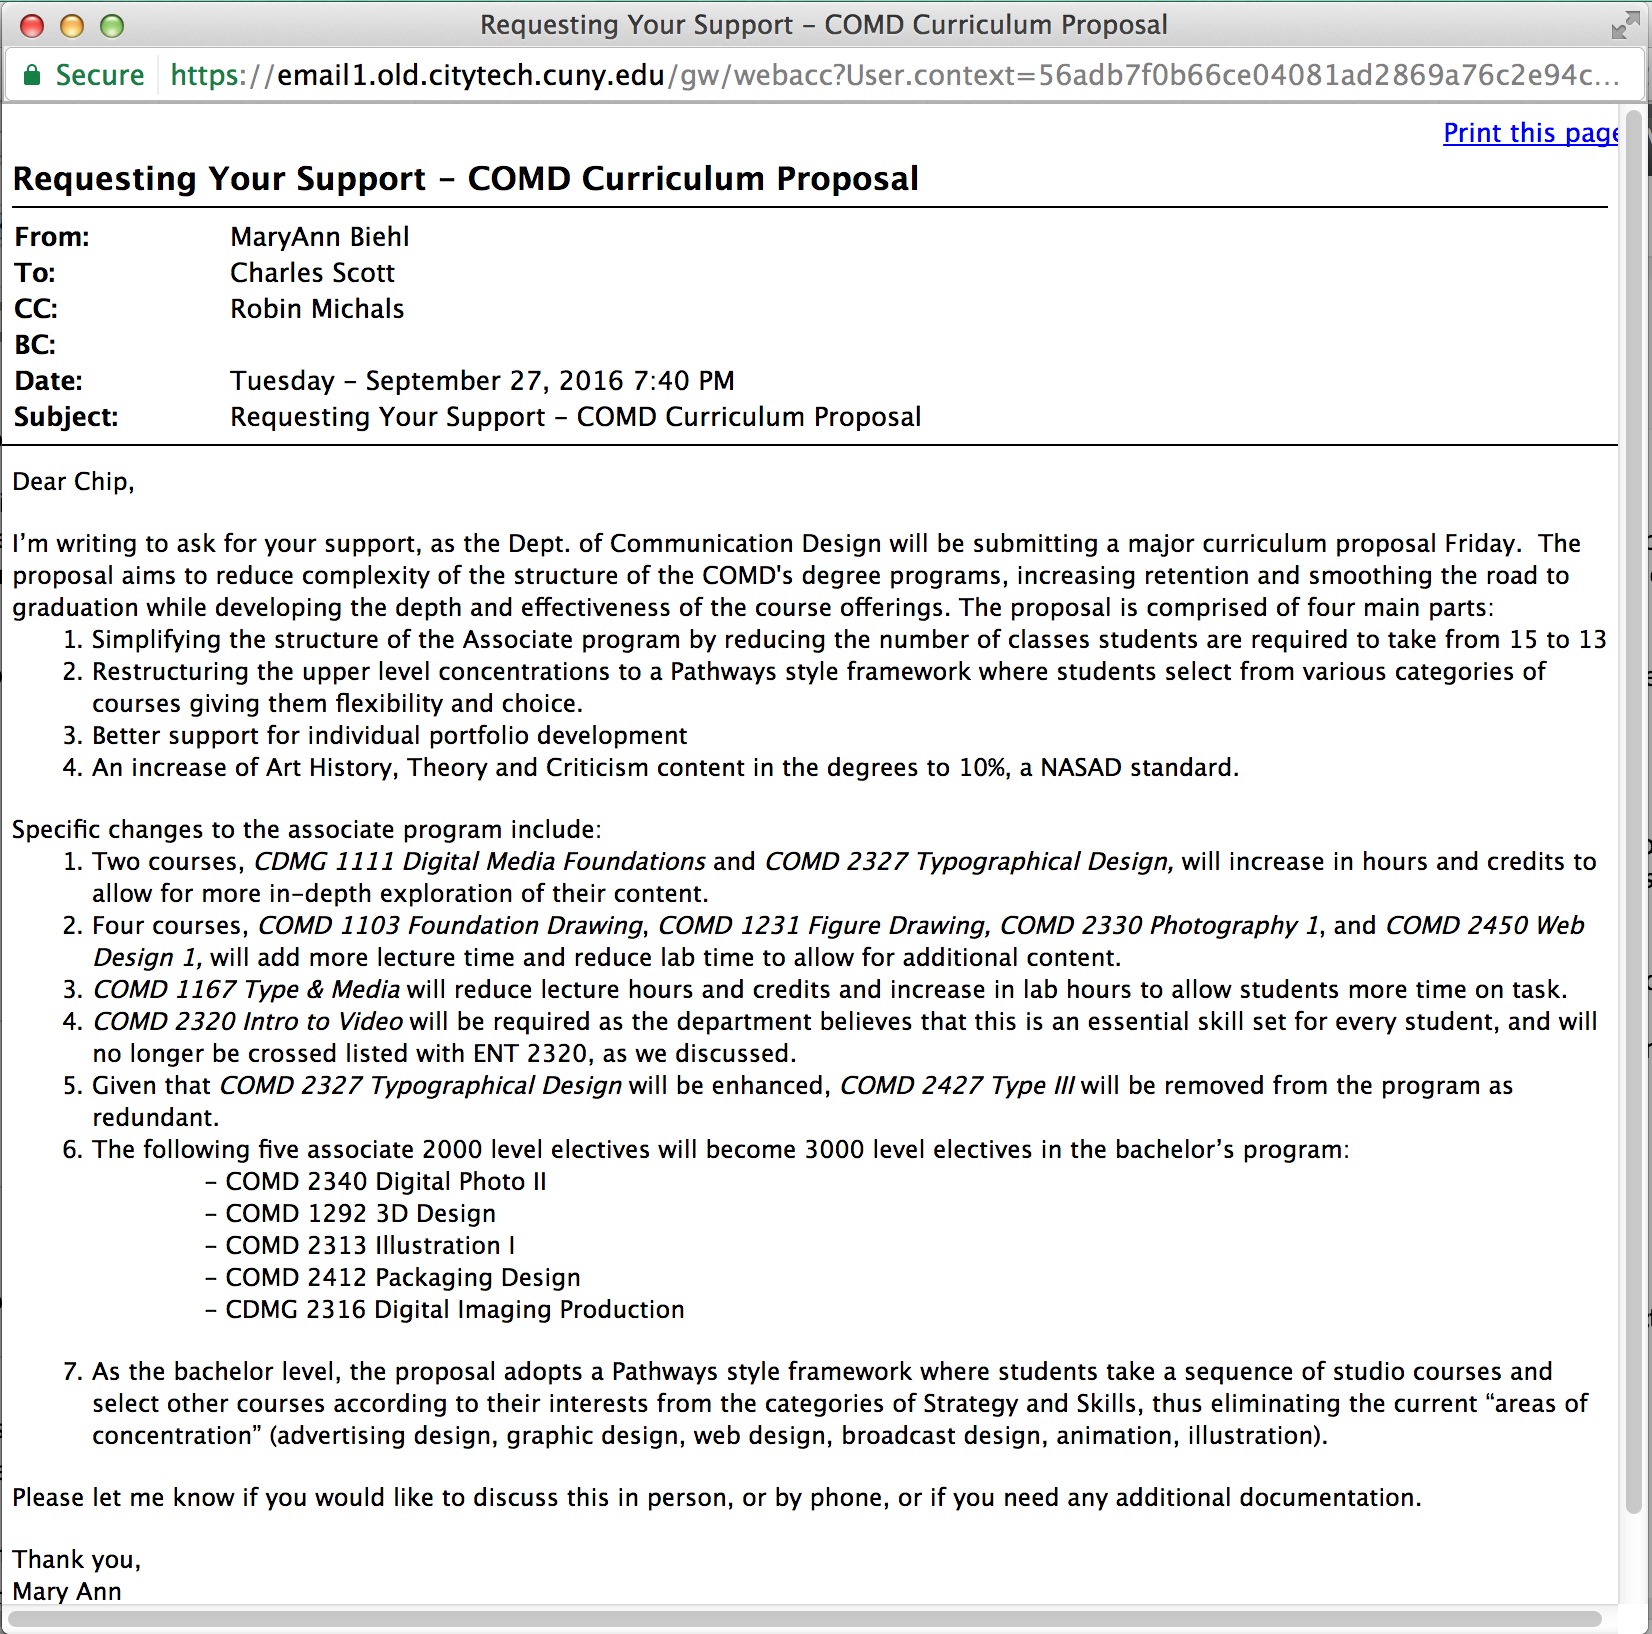 Requesting Your Support – COMD Curriculum Proposal
Secure https://email1.old.citytech.cuny.edu/gw/webacc?User.context=56adb7f0b66ce04081ad2869a76c2e94c...
Print this page
Requesting Your Support – COMD Curriculum Proposal
From: MaryAnn Biehl
To: Charles Scott
CC: Robin Michals
BC:
Date: Tuesday – September 27, 2016 7:40 PM
Subject: Requesting Your Support – COMD Curriculum Proposal
Dear Chip,
I’m writing to ask for your support, as the Dept. of Communication Design will be submitting a major curriculum proposal Friday.  The
proposal aims to reduce complexity of the structure of the COMD's degree programs, increasing retention and smoothing the road to
graduation while developing the depth and effectiveness of the course offerings. The proposal is comprised of four main parts:
1. Simplifying the structure of the Associate program by reducing the number of classes students are required to take from 15 to 13
2. Restructuring the upper level concentrations to a Pathways style framework where students select from various categories of
courses giving them flexibility and choice.
3. Better support for individual portfolio development
4. An increase of Art History, Theory and Criticism content in the degrees to 10%, a NASAD standard.
Specific changes to the associate program include:
1. Two courses, CDMG 1111 Digital Media Foundations and COMD 2327 Typographical Design, will increase in hours and credits to
allow for more in-depth exploration of their content.
2. Four courses, COMD 1103 Foundation Drawing, COMD 1231 Figure Drawing, COMD 2330 Photography 1, and COMD 2450 Web
Design 1, will add more lecture time and reduce lab time to allow for additional content.
3. COMD 1167 Type & Media will reduce lecture hours and credits and increase in lab hours to allow students more time on task.
4. COMD 2320 Intro to Video will be required as the department believes that this is an essential skill set for every student, and will
no longer be crossed listed with ENT 2320, as we discussed.
5. Given that COMD 2327 Typographical Design will be enhanced, COMD 2427 Type III will be removed from the program as
redundant.
6. The following five associate 2000 level electives will become 3000 level electives in the bachelor’s program:
– COMD 2340 Digital Photo II
– COMD 1292 3D Design
– COMD 2313 Illustration I
– COMD 2412 Packaging Design
– CDMG 2316 Digital Imaging Production
7. As the bachelor level, the proposal adopts a Pathways style framework where students take a sequence of studio courses and
select other courses according to their interests from the categories of Strategy and Skills, thus eliminating the current “areas of
concentration” (advertising design, graphic design, web design, broadcast design, animation, illustration).
Please let me know if you would like to discuss this in person, or by phone, or if you need any additional documentation.
Thank you,
Mary Ann